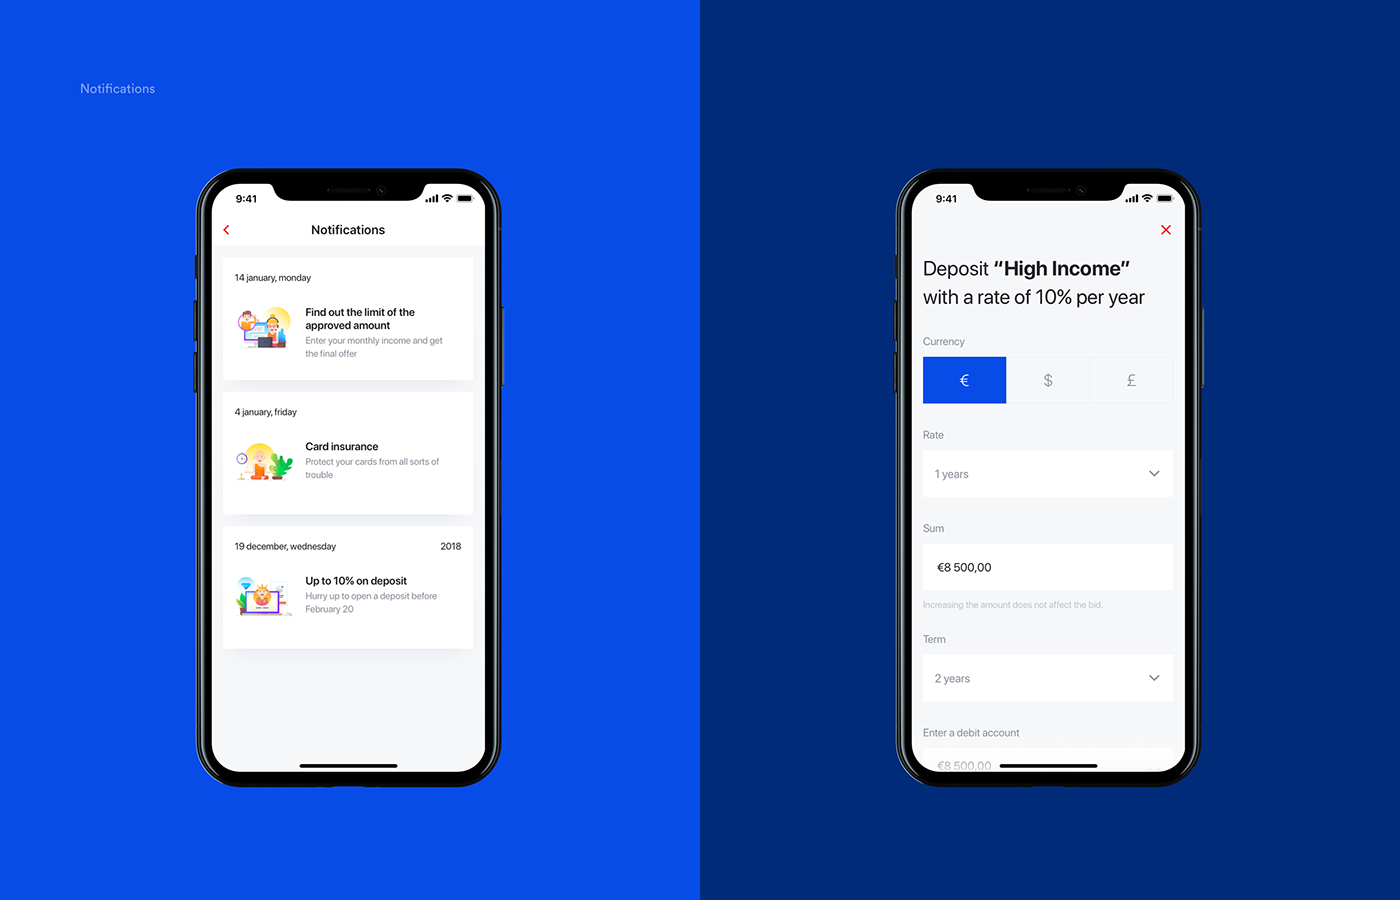 Notifications
9:41
Notifications
14 january, monday
Find out the limit of the
approved amount
Enter your monthly income and get
the final offer
4 january, friday
Card insurance
Protect your cards from all sorts of
trouble
19 december, wednesday 2018
Up to 10% on deposit
Hurry up to open a deposit before
February 20
9:41
Deposit “High Income”
with a rate of 10% per year
Currency
€ $ £
Rate
1 years
Sum
€8 500,00
Increasing the amount does not affect the bid.
Term
2 years
Enter a debit account
€8 500.00